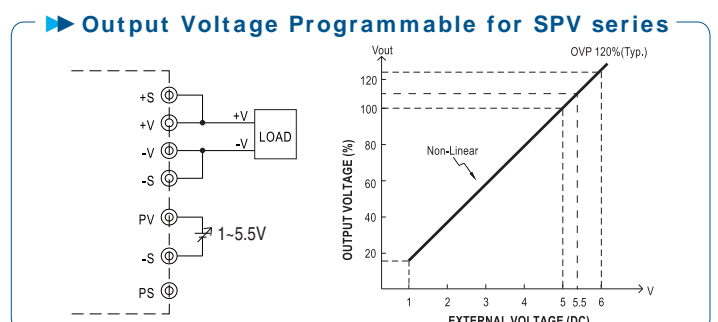 Output Voltage Programmable for SPV series
+S
+V
-V
-S
PV
-S
PS
+V
-V
LOAD
1~5.5V
Vout
OVP 120%(Typ.)
OUTPUT VOLTAGE (%)
120
100
80
60
40
20
Non-Linear
1 2 3 4 5 5.5 6
V
EXTERNAL VOLTAGE (DC)